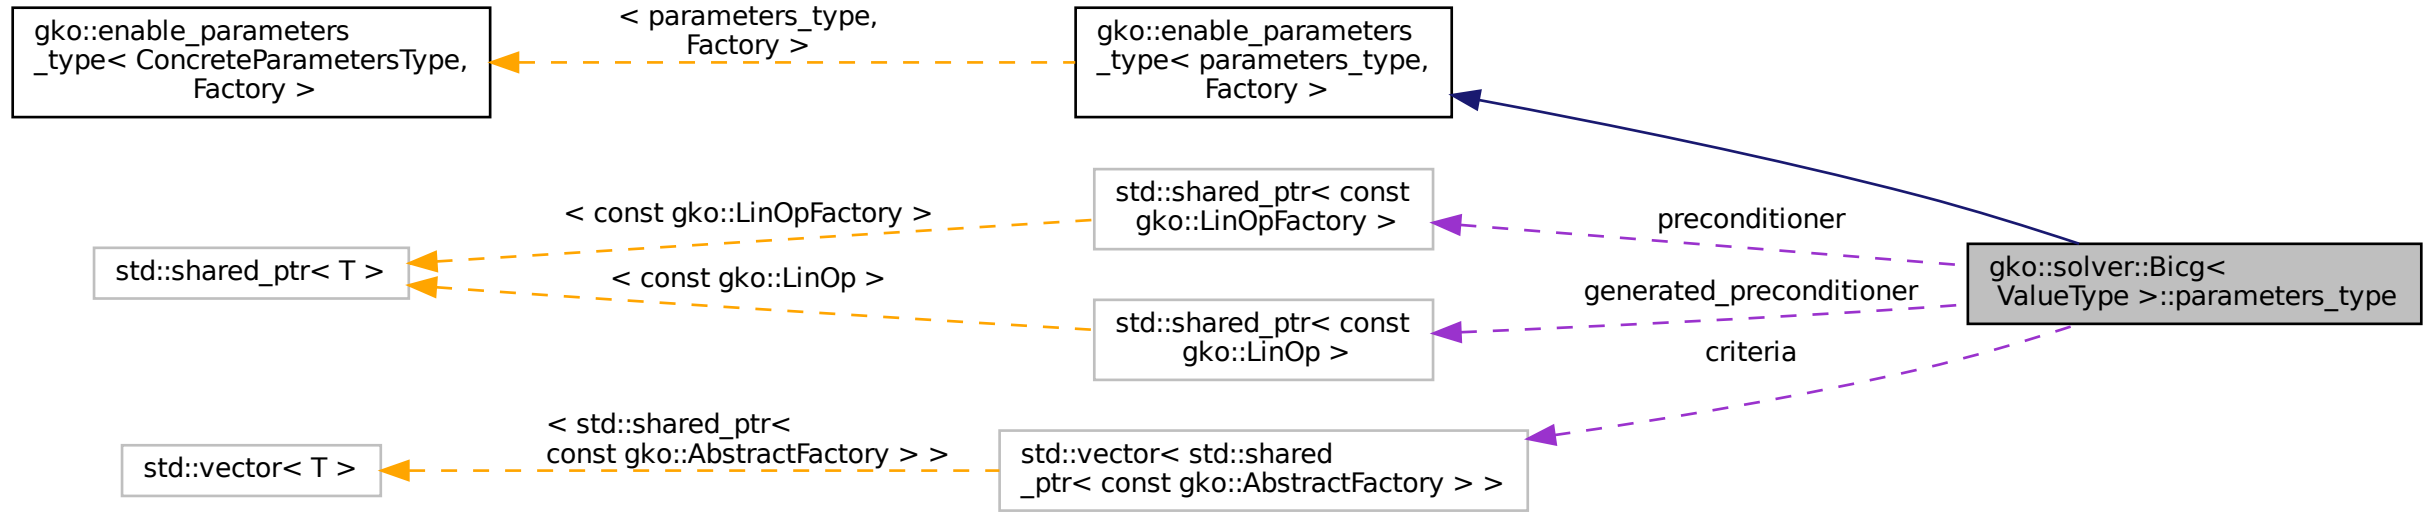 gko::enable_parameters
_type< ConcreteParametersType,
Factory >
< parameters_type,
Factory >
gko::enable_parameters
_type< parameters_type,
Factory >
std::shared_ptr< T >
< const gko::LinOpFactory >
< const gko::LinOp >
std::shared_ptr< const
gko::LinOpFactory >
std::shared_ptr< const
gko::LinOp >
preconditioner
generated_preconditioner
criteria
gko::solver::Bicg<
ValueType >::parameters_type
std::vector< T >
< std::shared_ptr<
const gko::AbstractFactory > >
std::vector< std::shared
_ptr< const gko::AbstractFactory > >